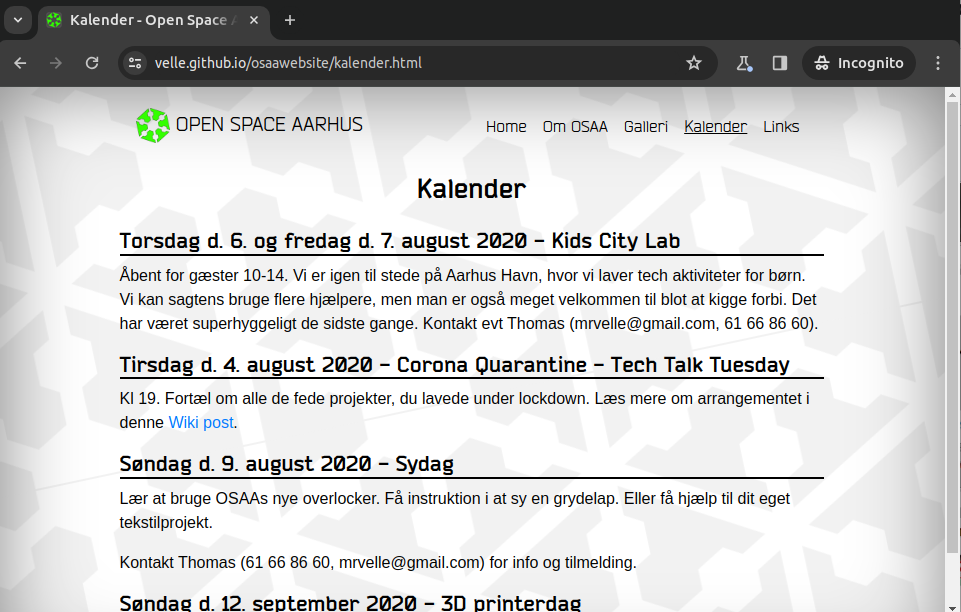 Kalender - Open Space A
velle.github.io/osaawebsite/kalender.html
Incognito
OPEN SPACE AARHUS
Home Om OSAA Galleri Kalender Links
Kalender
Torsdag d. 6. og fredag d. 7. august 2020 – Kids City Lab
Åbent for gæster 10-14. Vi er igen til stede på Aarhus Havn, hvor vi laver tech aktiviteter for børn.
Vi kan sagtens bruge flere hjælpere, men man er også meget velkommen til blot at kigge forbi. Det
har været superhyggeligt de sidste gange. Kontakt evt Thomas (mrvelle@gmail.com, 61 66 86 60).
Tirsdag d. 4. august 2020 – Corona Quarantine – Tech Talk Tuesday
Kl 19. Fortæl om alle de fede projekter, du lavede under lockdown. Læs mere om arrangementet i
denne Wiki post.
Søndag d. 9. august 2020 – Sydag
Lær at bruge OSAAs nye overlocker. Få instruktion i at sy en grydelap. Eller få hjælp til dit eget
tekstilprojekt.
Kontakt Thomas (61 66 86 60, mrvelle@gmail.com) for info og tilmelding.
Søndag d. 12. september 2020 – 3D printerdag